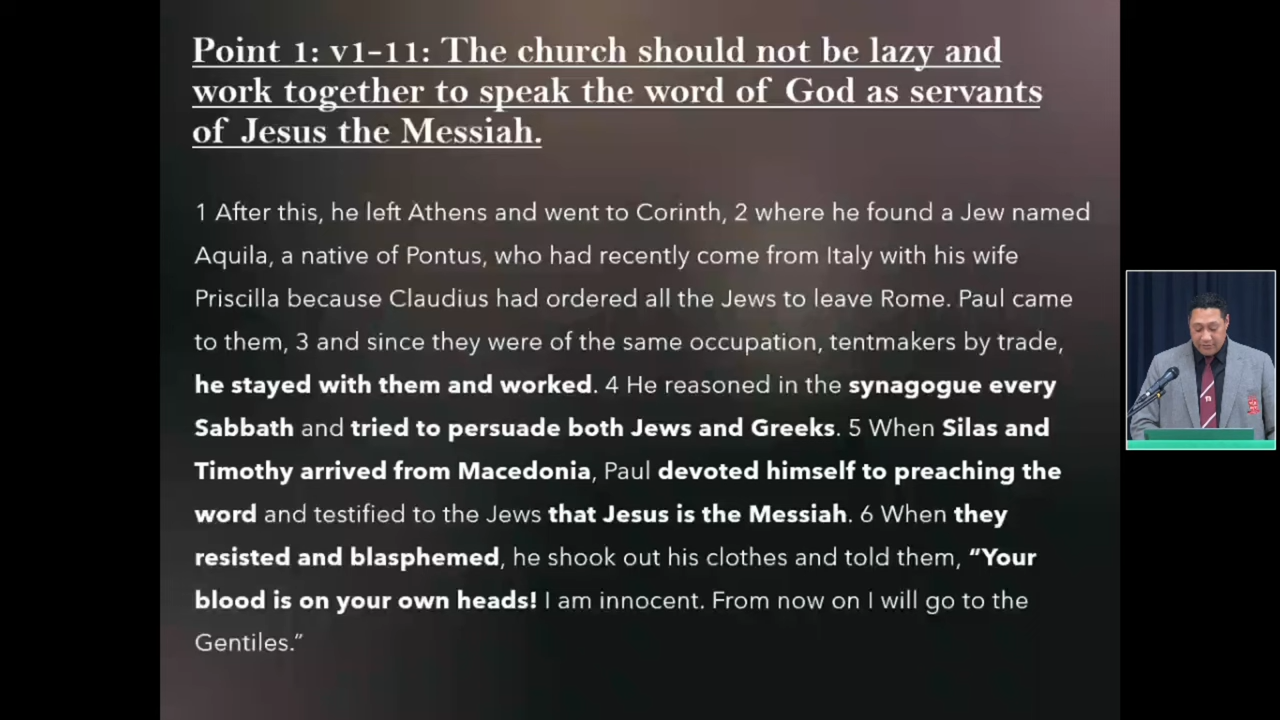 Point 1: v1-11: The church should not be lazy and
work together to speak the word of God as servants
of Jesus the Messiah.
1 After this, he left Athens and went to Corinth, 2 where he found a Jew named
Aquila, a native of Pontus, who had recently come from Italy with his wife
Priscilla because Claudius had ordered all the Jews to leave Rome. Paul came
to them, 3 and since they were of the same occupation, tentmakers by trade,
he stayed with them and worked. 4 He reasoned in the synagogue every
Sabbath and tried to persuade both Jews and Greeks. 5 When Silas and
Timothy arrived from Macedonia, Paul devoted himself to preaching the
word and testified to the Jews that Jesus is the Messiah. 6 When they
resisted and blasphemed, he shook out his clothes and told them, “Your
blood is on your own heads! I am innocent. From now on I will go to the
Gentiles.”